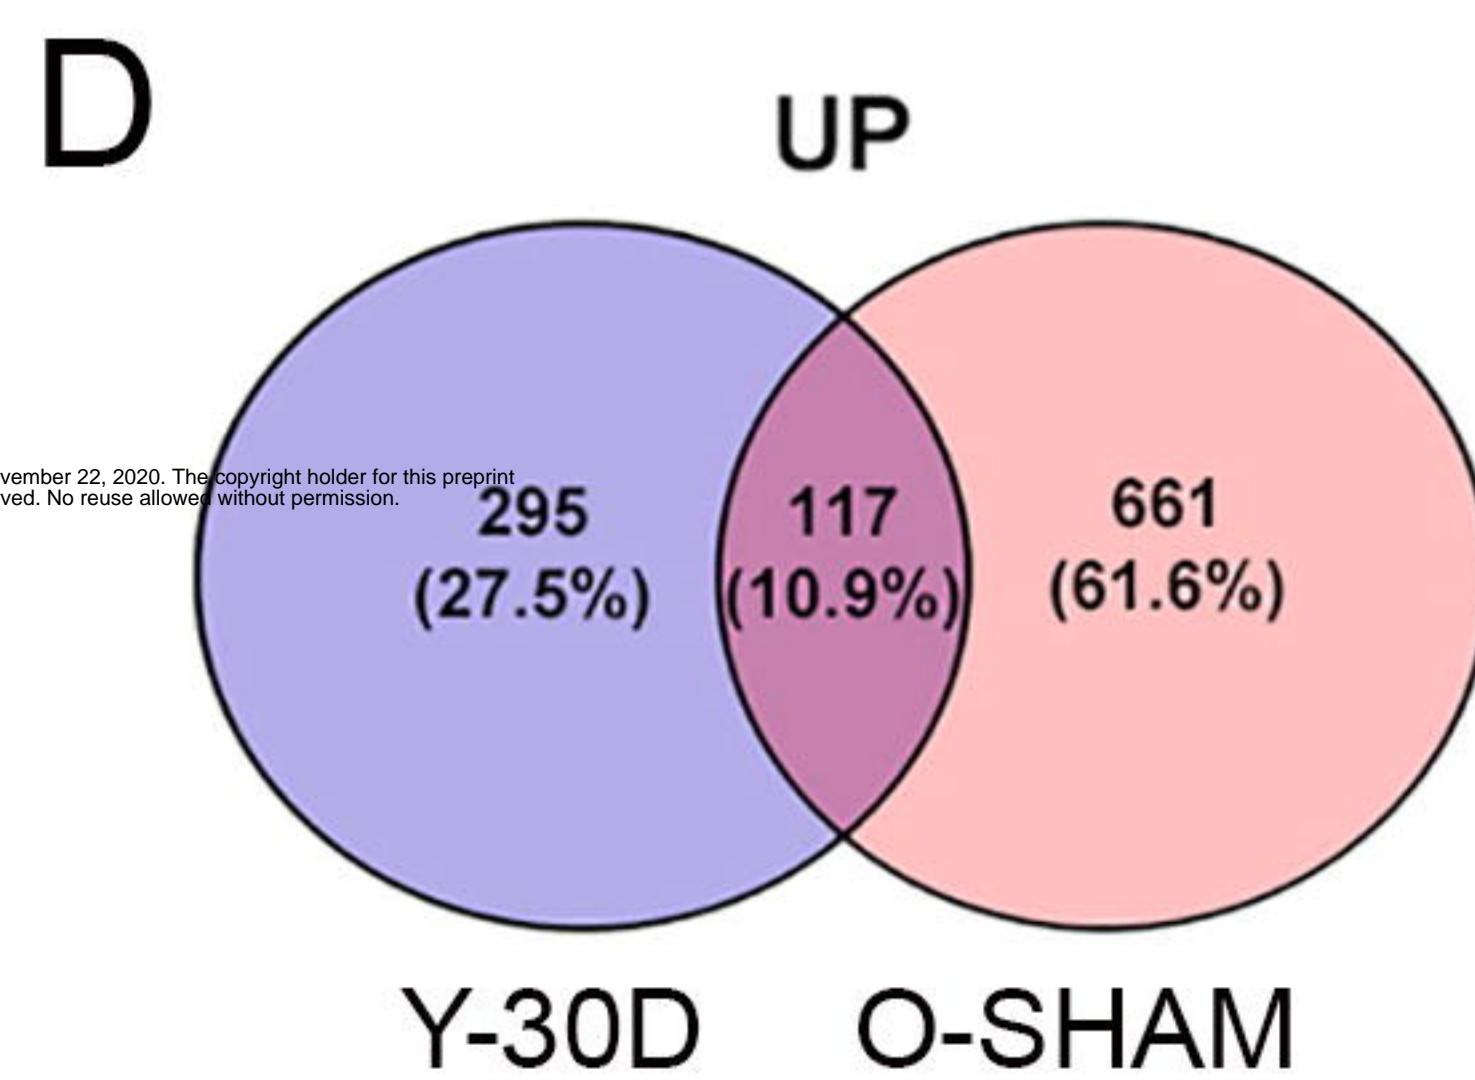 D
UP
vember 22, 2020. The copyright holder for this preprint
ved. No reuse allowed without permission.
295
(27.5%)
117
(10.9%)
661
(61.6%)
Y-30D
O-SHAM